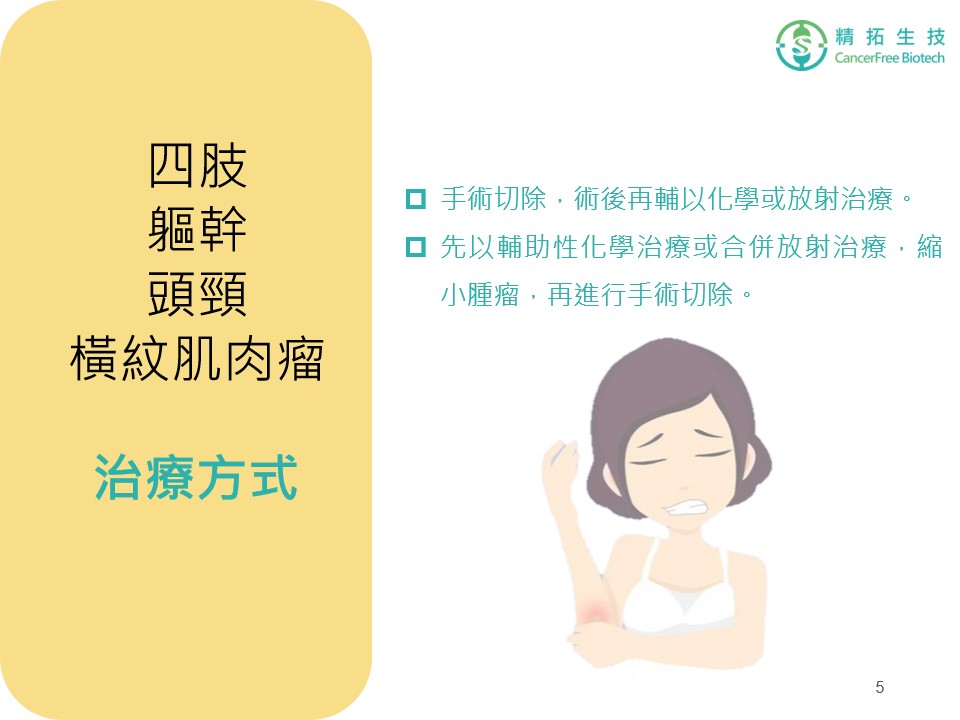 精拓生技
CancerFree Biotech
四肢
軀幹
頭頸
橫紋肌肉瘤
治療方式
手術切除，術後再輔以化學或放射治療。
先以輔助性化學治療或合併放射治療，縮
小腫瘤，再進行手術切除。
5